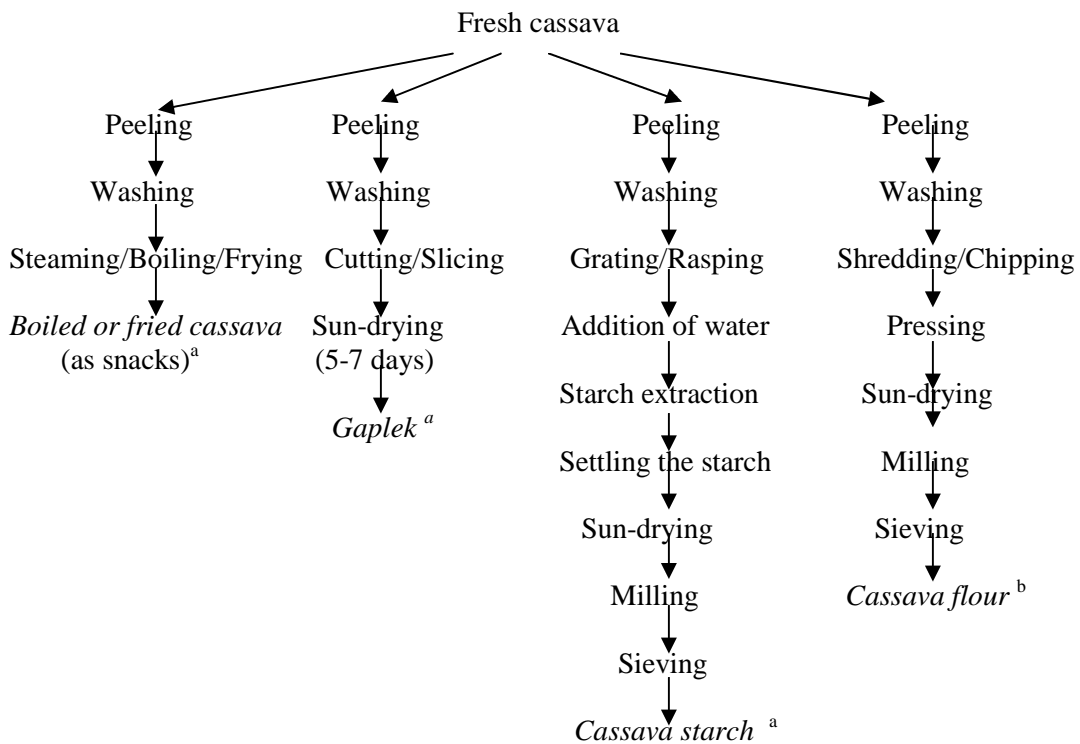 Fresh cassava
Peeling Peeling Peeling Peeling
Washing Washing Washing Washing
Steaming/Boiling/Frying Cutting/Slicing Grating/Rasping Shredding/Chipping
Boiled or fried cassava Sun-drying Addition of water Pressing
(as snacks)a (5-7 days)
Starch extraction Sun-drying
Gaplek a
Settling the starch Milling
Sun-drying Sieving
Milling Cassava flour b
Sieving
Cassava starch a